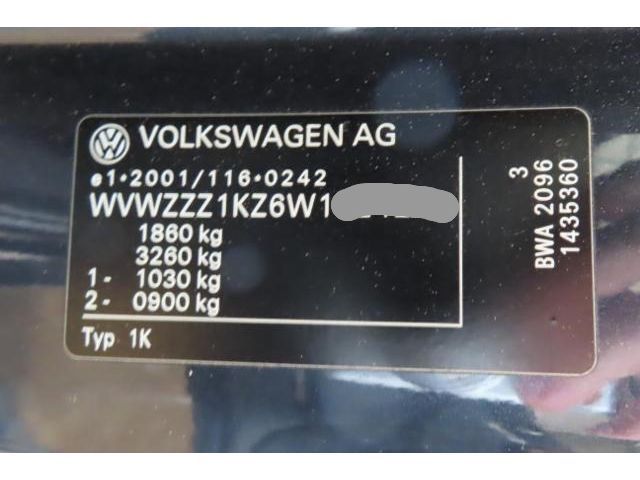 VOLKSWAGEN AG
e1*2001/116*0242
WVWZZZ1KZ6W1
1860 kg
3260 kg
1- 1030 kg
2- 0900 kg
Typ 1K
3
BWA 2096
1435360